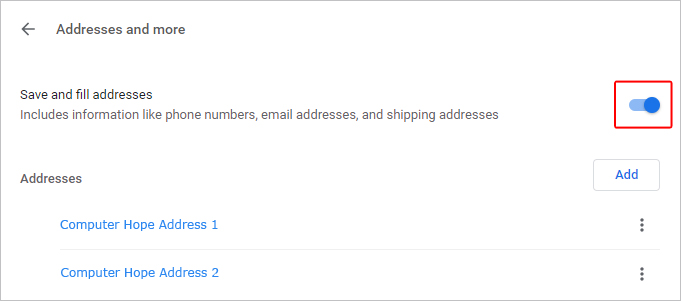 Addresses and more
Save and fill addresses
Includes information like phone numbers, email addresses, and shipping addresses
Addresses
Add
Computer Hope Address 1
Computer Hope Address 2